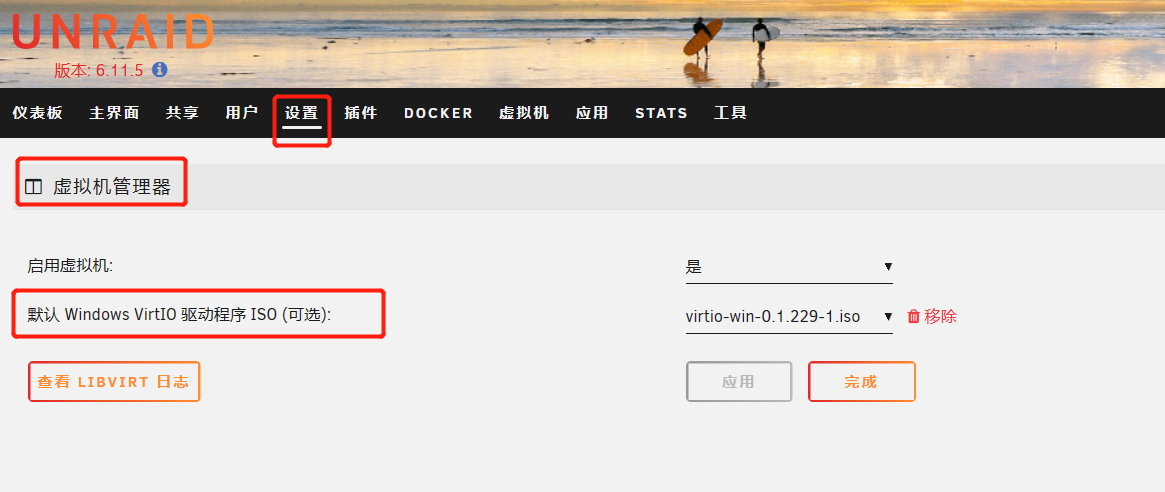 UNRAID
版本: 6.11.5
仪表板 主界面 共享 用户 设置 插件 DOCKER 虚拟机 应用 STATS 工具
虚拟机管理器
启用虚拟机: 是
默认 Windows VirtIO 驱动程序 ISO (可选): virtio-win-0.1.229-1.iso 移除
查看 LIBVIRT 日志 应用 完成